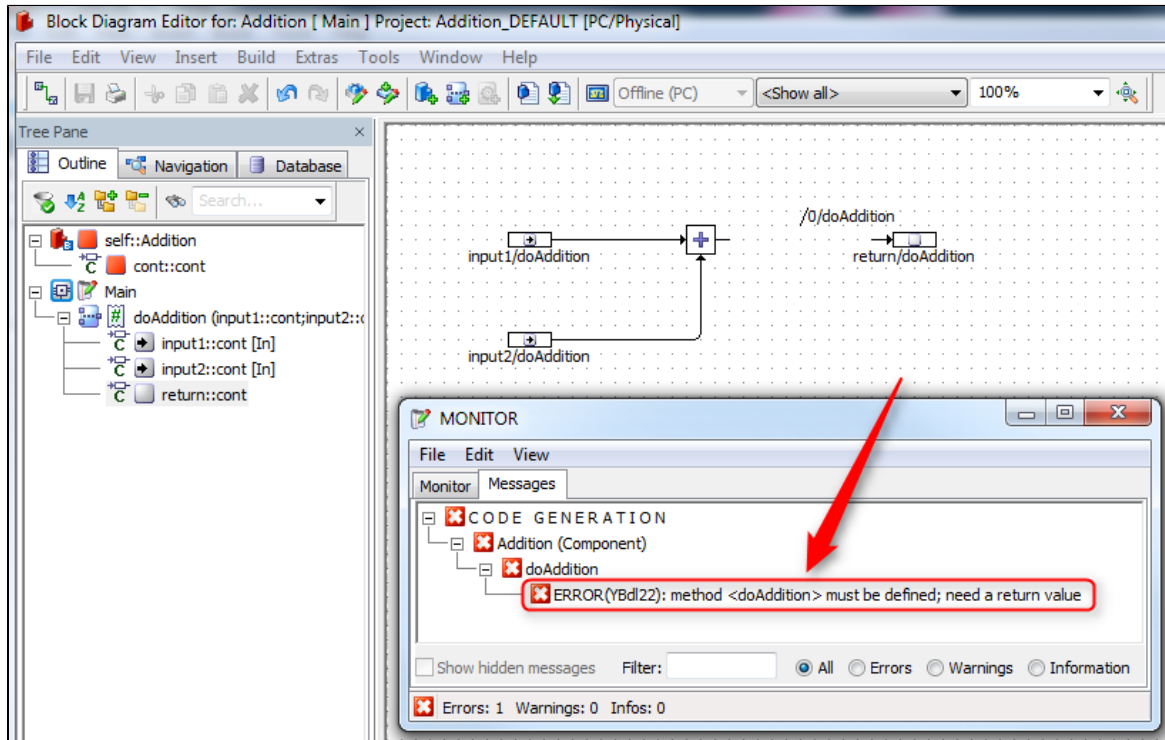 Block Diagram Editor for: Addition [ Main ] Project: Addition_DEFAULT [PC/Physical]
File Edit View Insert Build Extras Tools Window Help
Offline (PC) <Show all> 100%
Tree Pane
Outline Navigation Database
Search...
self::Addition
cont::cont
Main
doAddition (input1::cont;input2::
input1::cont [In]
input2::cont [In]
return::cont
/0/doAddition
input1/doAddition
return/doAddition
input2/doAddition
MONITOR
File Edit View
Monitor Messages
CODE GENERATION
Addition (Component)
doAddition
ERROR(YBdl22): method <doAddition> must be defined; need a return value
Show hidden messages Filter: All Errors Warnings Information
Errors: 1 Warnings: 0 Infos: 0